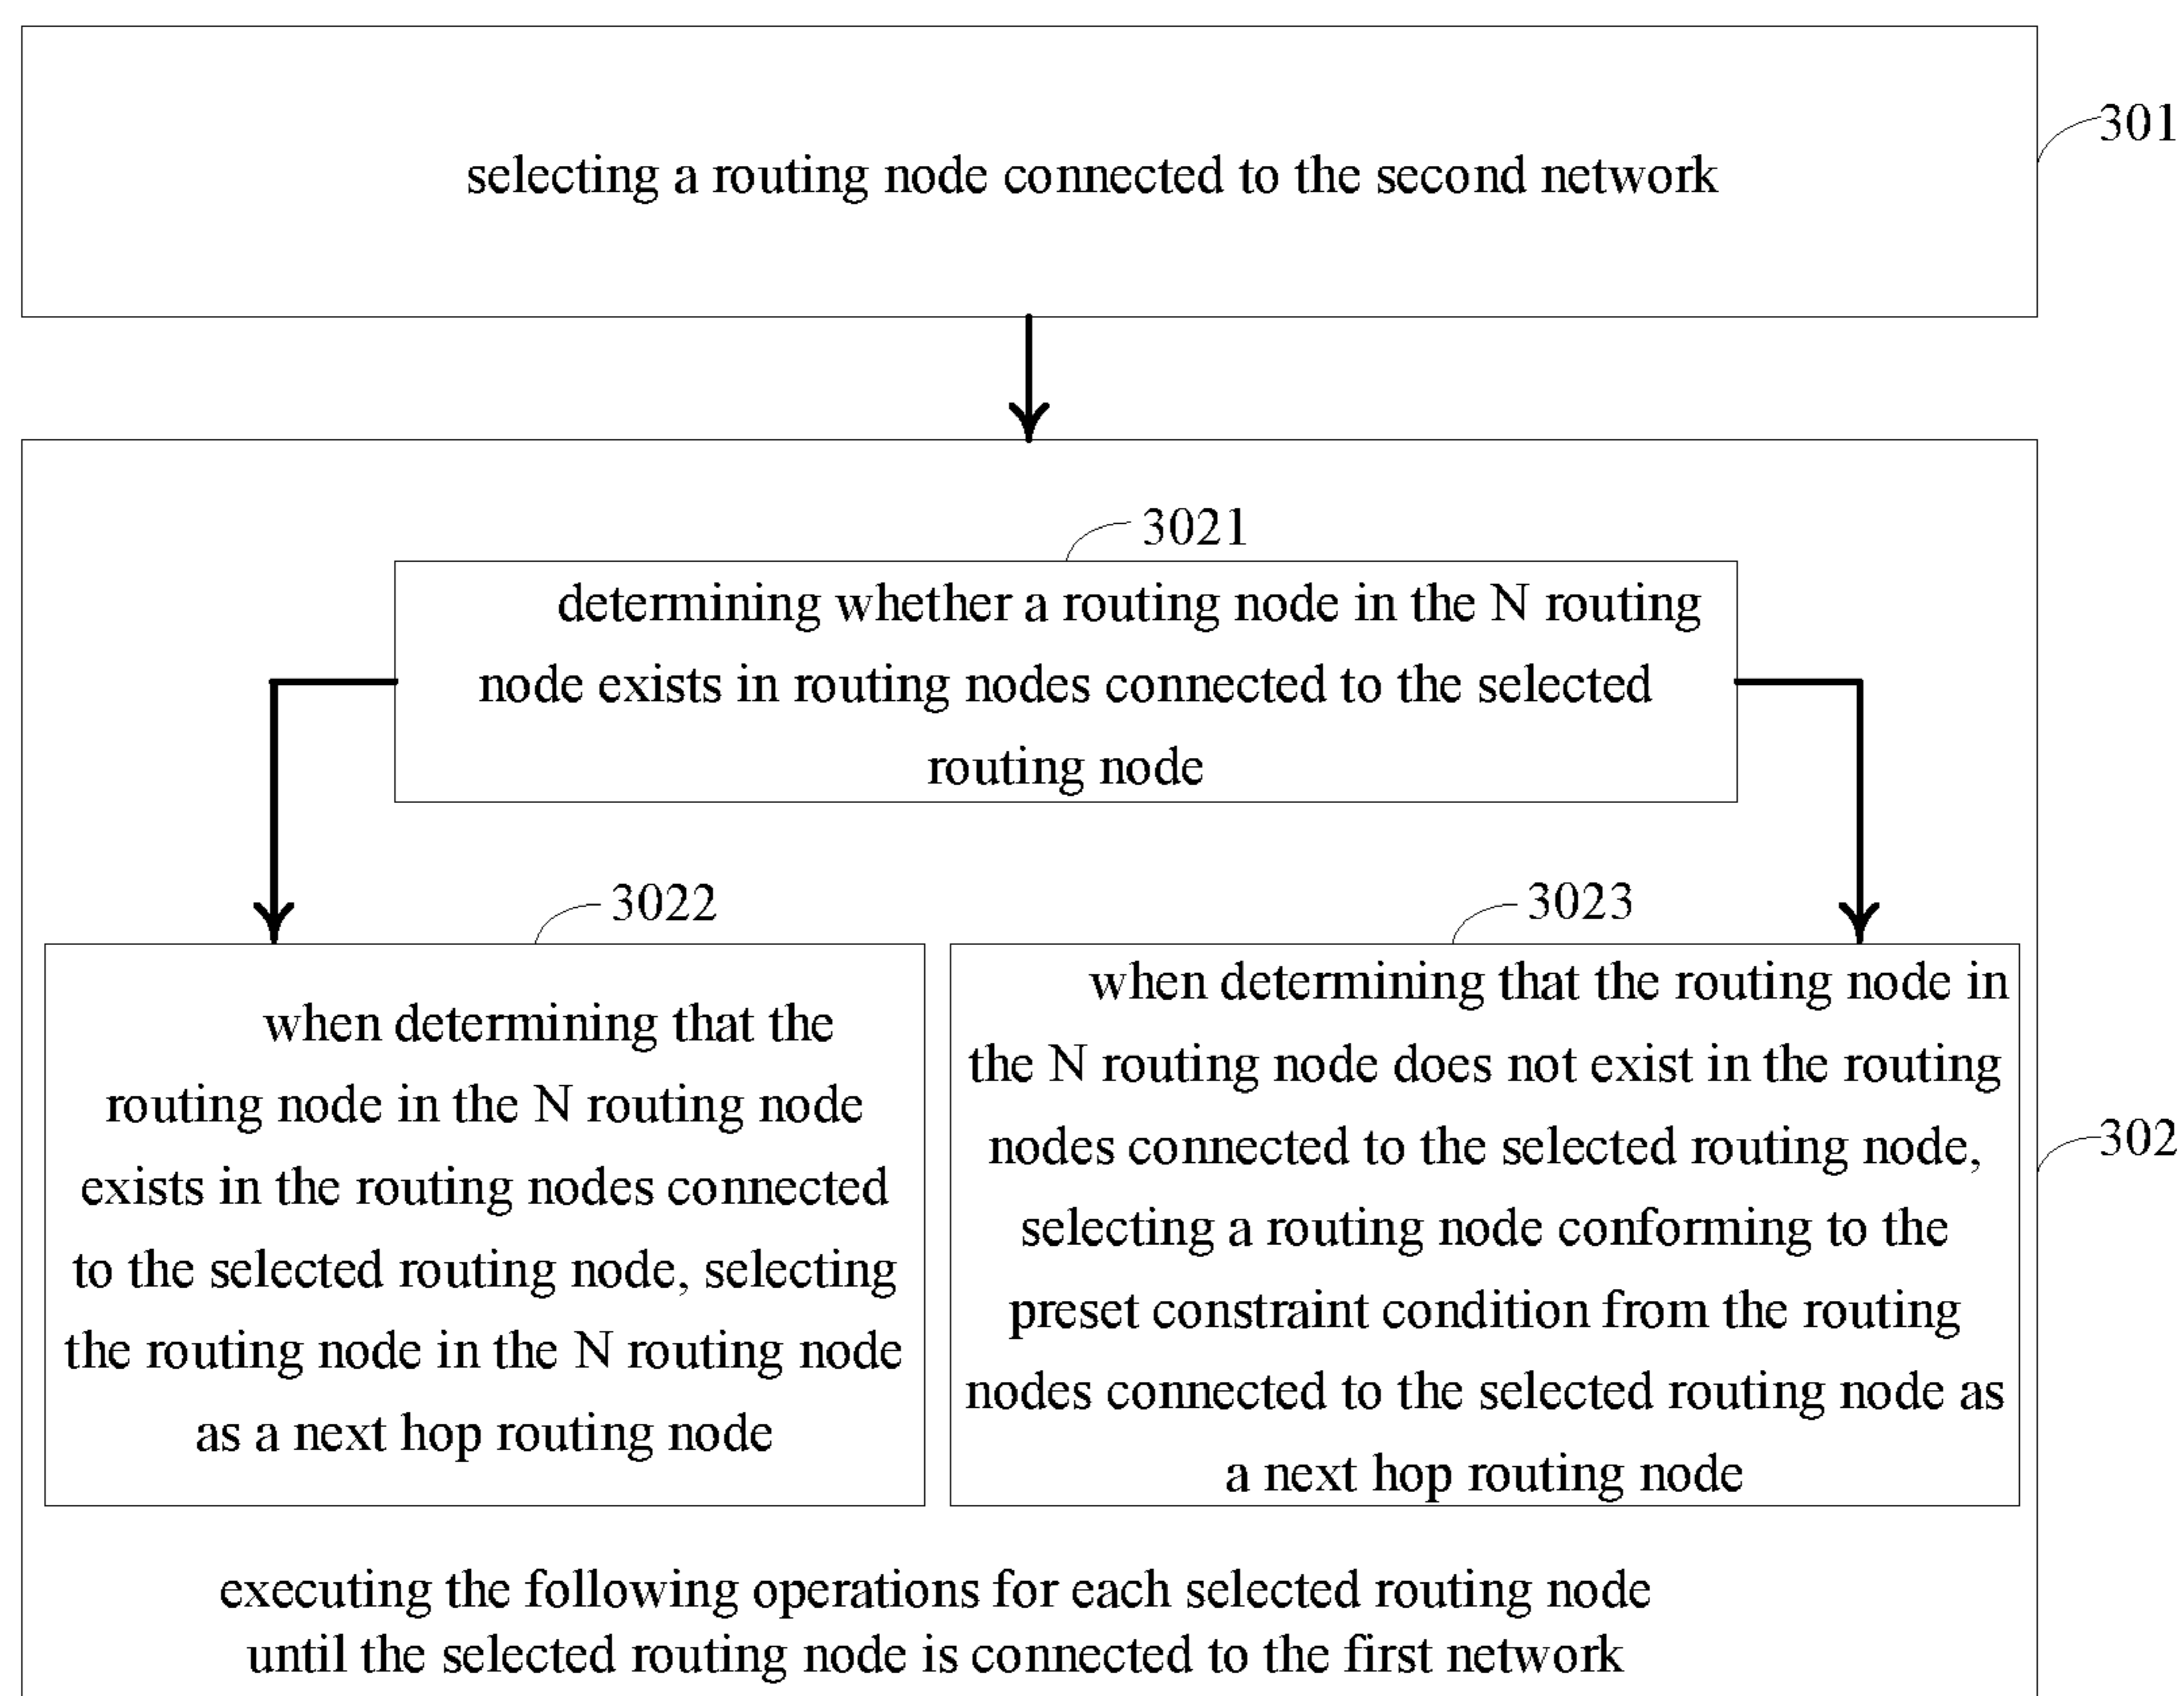 selecting a routing node connected to the second network
301
3021
determining whether a routing node in the N routing
node exists in routing nodes connected to the selected
routing node
3022
when determining that the
routing node in the N routing node
exists in the routing nodes connected
to the selected routing node, selecting
the routing node in the N routing node
as a next hop routing node
3023
when determining that the routing node in
the N routing node does not exist in the routing
nodes connected to the selected routing node,
selecting a routing node conforming to the
preset constraint condition from the routing
nodes connected to the selected routing node as
a next hop routing node
302
executing the following operations for each selected routing node
until the selected routing node is connected to the first network